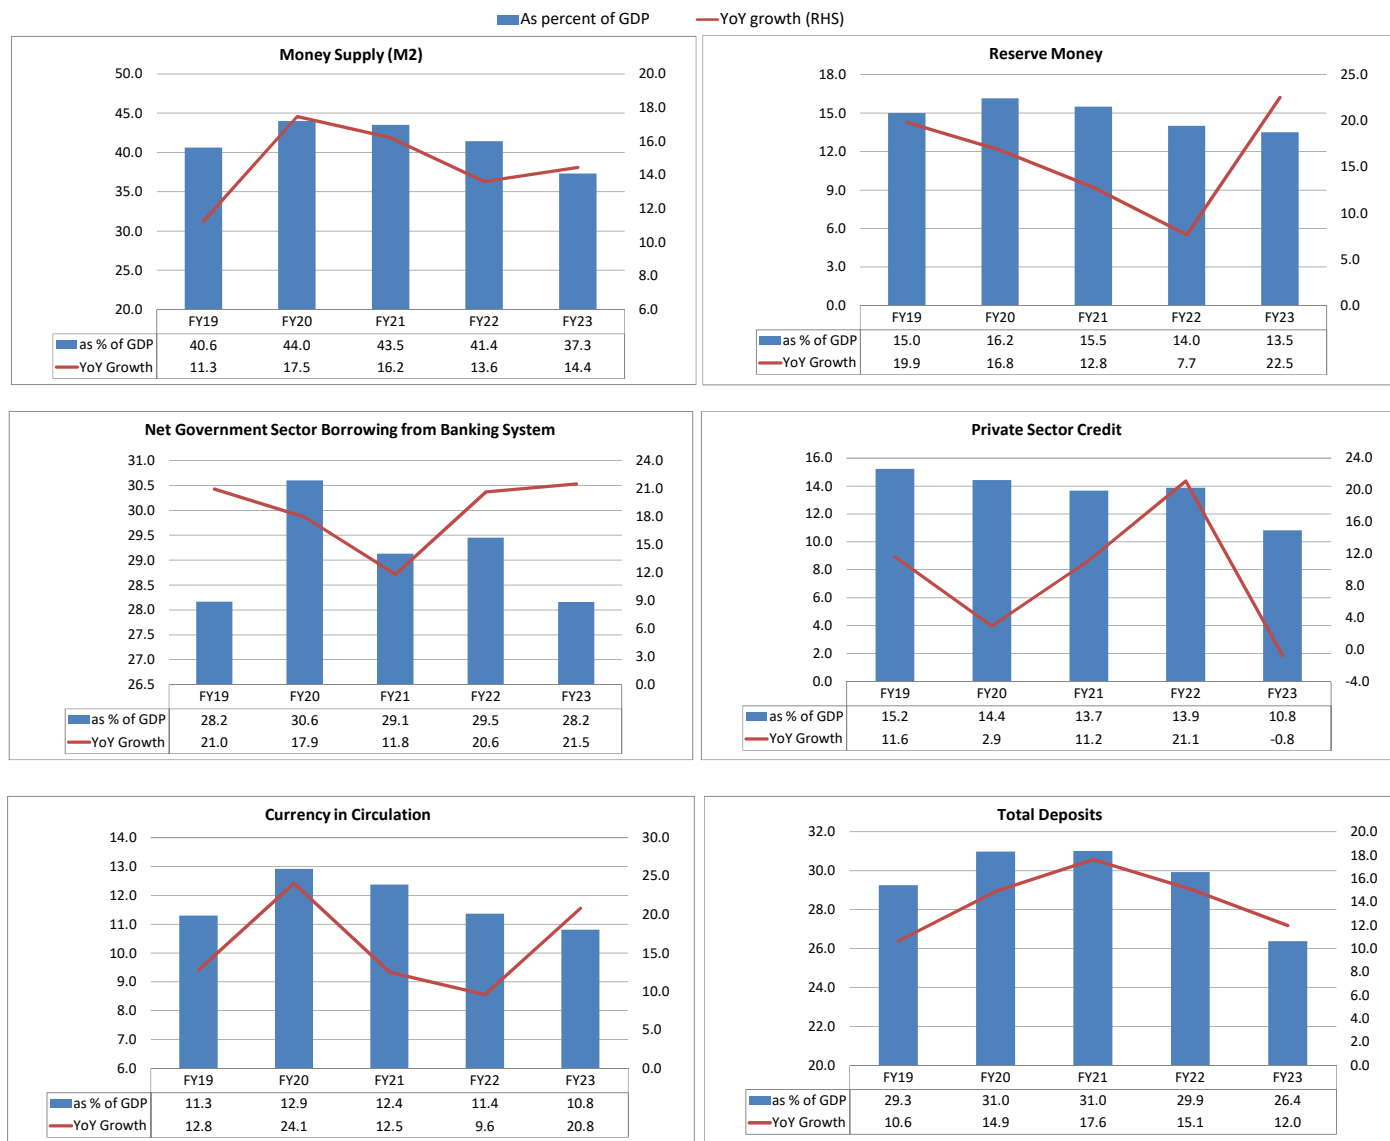 As percent of GDP YoY growth (RHS)
Money Supply (M2)
50.0 20.0
45.0 18.0
40.0 16.0
35.0 14.0
30.0 12.0
25.0 10.0
20.0 8.0
6.0
FY19 FY20 FY21 FY22 FY23
as % of GDP 40.6 44.0 43.5 41.4 37.3
YoY Growth 11.3 17.5 16.2 13.6 14.4
Reserve Money
18.0 25.0
15.0 20.0
12.0 15.0
9.0 10.0
6.0 5.0
3.0 0.0
0.0
FY19 FY20 FY21 FY22 FY23
as % of GDP 15.0 16.2 15.5 14.0 13.5
YoY Growth 19.9 16.8 12.8 7.7 22.5
Net Government Sector Borrowing from Banking System
31.0 24.0
30.5 21.0
30.0 18.0
29.5 15.0
29.0 12.0
28.5 9.0
28.0 6.0
27.5 3.0
27.0 0.0
26.5
FY19 FY20 FY21 FY22 FY23
as % of GDP 28.2 30.6 29.1 29.5 28.2
YoY Growth 21.0 17.9 11.8 20.6 21.5
Private Sector Credit
16.0 24.0
14.0 20.0
12.0 16.0
10.0 12.0
8.0 8.0
6.0 4.0
4.0 0.0
2.0 -4.0
0.0
FY19 FY20 FY21 FY22 FY23
as % of GDP 15.2 14.4 13.7 13.9 10.8
YoY Growth 11.6 2.9 11.2 21.1 -0.8
Currency in Circulation
14.0 30.0
13.0 25.0
12.0 20.0
11.0 15.0
10.0 10.0
9.0 5.0
8.0 0.0
7.0
6.0
FY19 FY20 FY21 FY22 FY23
as % of GDP 11.3 12.9 12.4 11.4 10.8
YoY Growth 12.8 24.1 12.5 9.6 20.8
Total Deposits
32.0 20.0
30.0 18.0
28.0 16.0
26.0 14.0
24.0 12.0
22.0 10.0
20.0 8.0
6.0
4.0
2.0
0.0
FY19 FY20 FY21 FY22 FY23
as % of GDP 29.3 31.0 31.0 29.9 26.4
YoY Growth 10.6 14.9 17.6 15.1 12.0